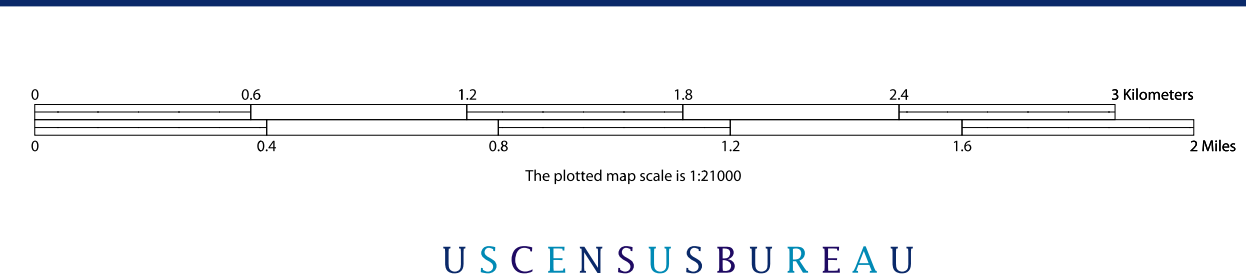 0 0.6 1.2 1.8 2.4 3 Kilometers
0 0.4 0.8 1.2 1.6 2 Miles
The plotted map scale is 1:21000
USCENSUSBUREAU